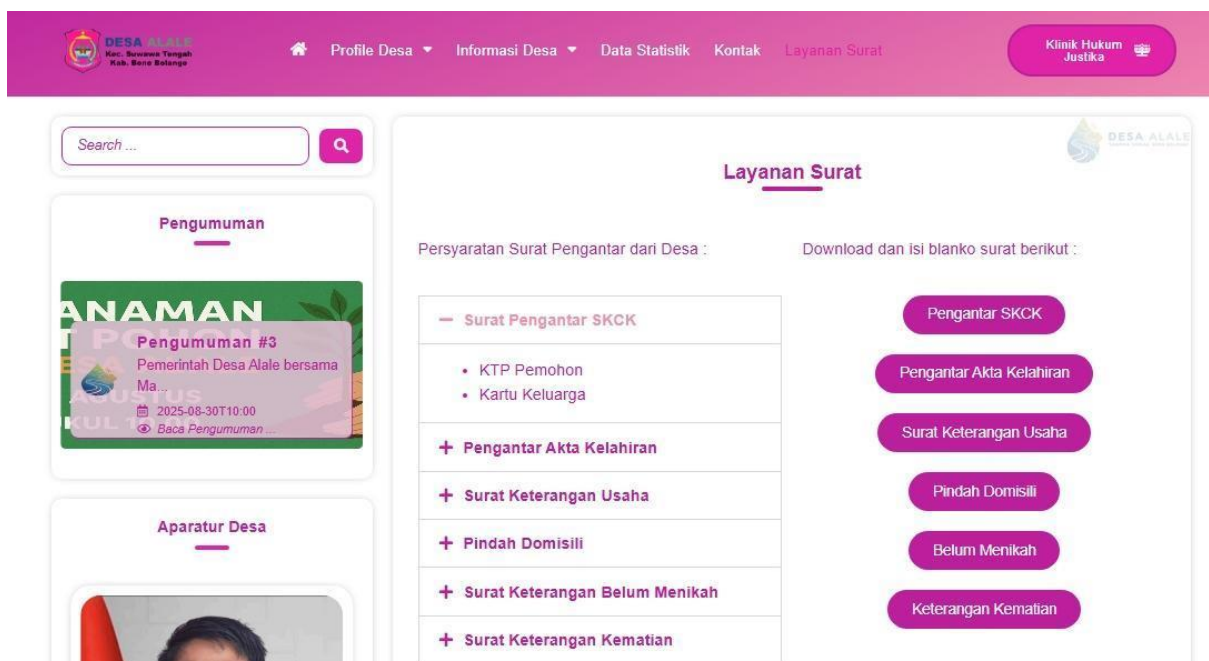 DESA ALALE
Kec. Suwawa Tengah
Kab. Bone Bolango
Profile Desa
Informasi Desa
Data Statistik
Kontak
Layanan Surat
Klinik Hukum
Justika
Search ...
Pengumuman
ANAMAN
T POHON
DESA
AGUSTUS
KUL
Pengumuman #3
Pemerintah Desa Alale bersama
Ma...
2025-08-30T10:00
Baca Pengumuman ...
Aparatur Desa
DESA ALALE
Layanan Surat
Persyaratan Surat Pengantar dari Desa :
Surat Pengantar SKCK
• KTP Pemohon
• Kartu Keluarga
Pengantar Akta Kelahiran
Surat Keterangan Usaha
Pindah Domisili
Surat Keterangan Belum Menikah
Surat Keterangan Kematian
Download dan isi blanko surat berikut :
Pengantar SKCK
Pengantar Akta Kelahiran
Surat Keterangan Usaha
Pindah Domisili
Belum Menikah
Keterangan Kematian